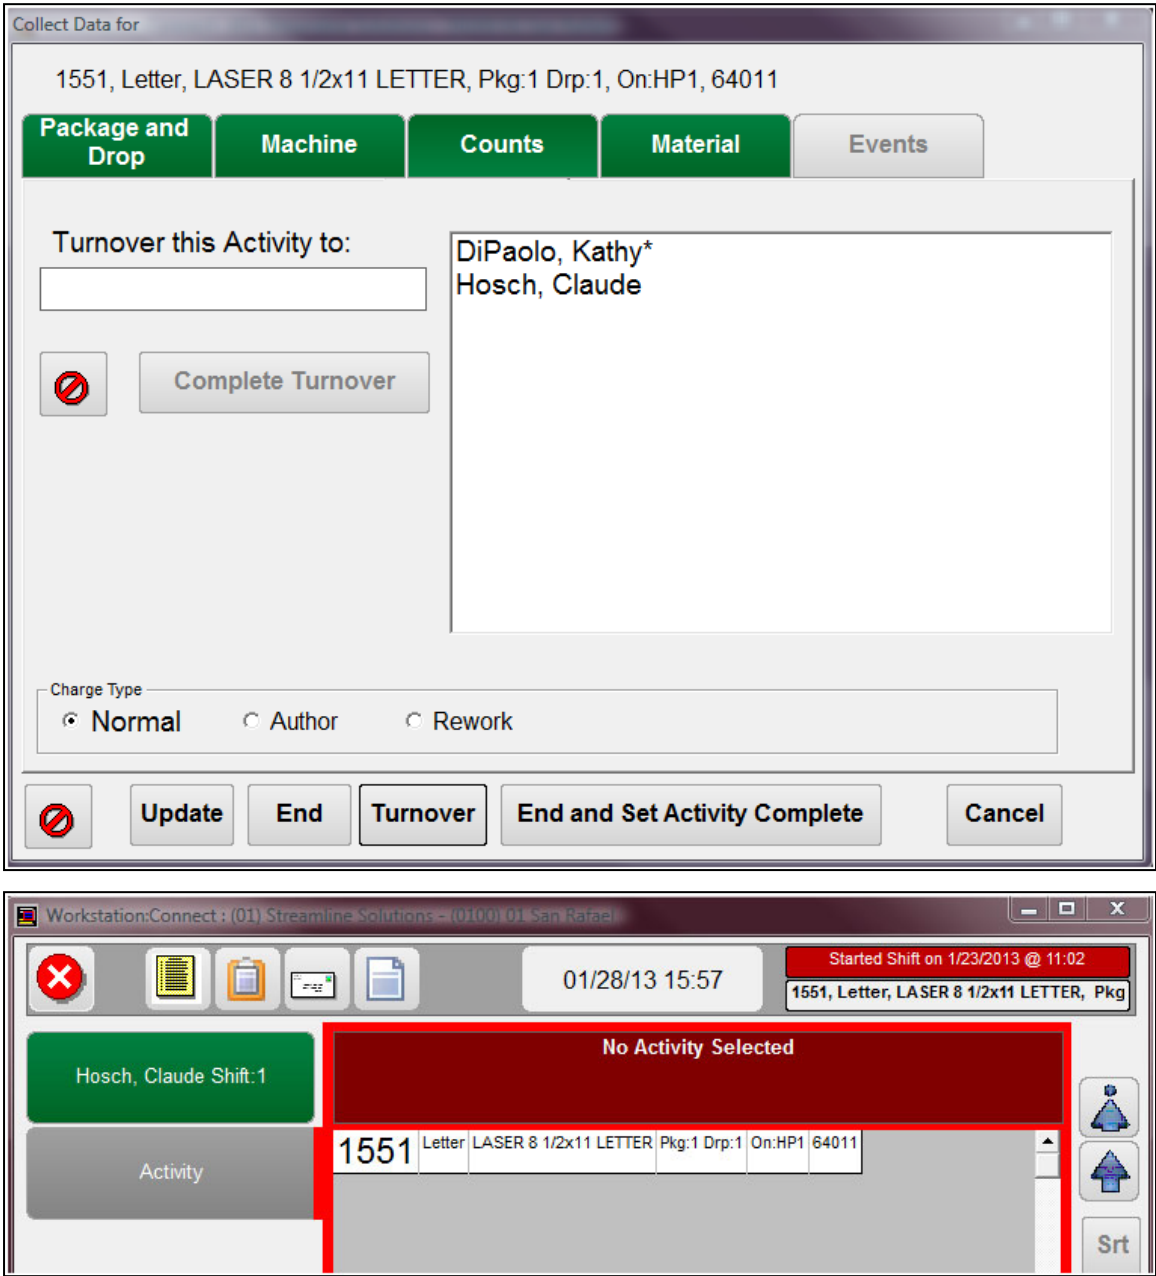 Collect Data for
1551, Letter, LASER 8 1/2x11 LETTER, Pkg:1 Drp:1, On:HP1, 64011
Package and
Drop
Machine
Counts
Material
Events
Turnover this Activity to:
DiPaolo, Kathy*
Hosch, Claude
Complete Turnover
Charge Type
Normal
Author
Rework
Update
End
Turnover
End and Set Activity Complete
Cancel
Workstation:Connect : (01) Streamline Solutions - (0100) 01 San Rafael
01/28/13 15:57
Started Shift on 1/23/2013 @ 11:02
1551, Letter, LASER 8 1/2x11 LETTER, Pkg
Hosch, Claude Shift:1
No Activity Selected
Activity
1551 Letter LASER 8 1/2x11 LETTER Pkg:1 Drp:1 On:HP1 64011
Srt